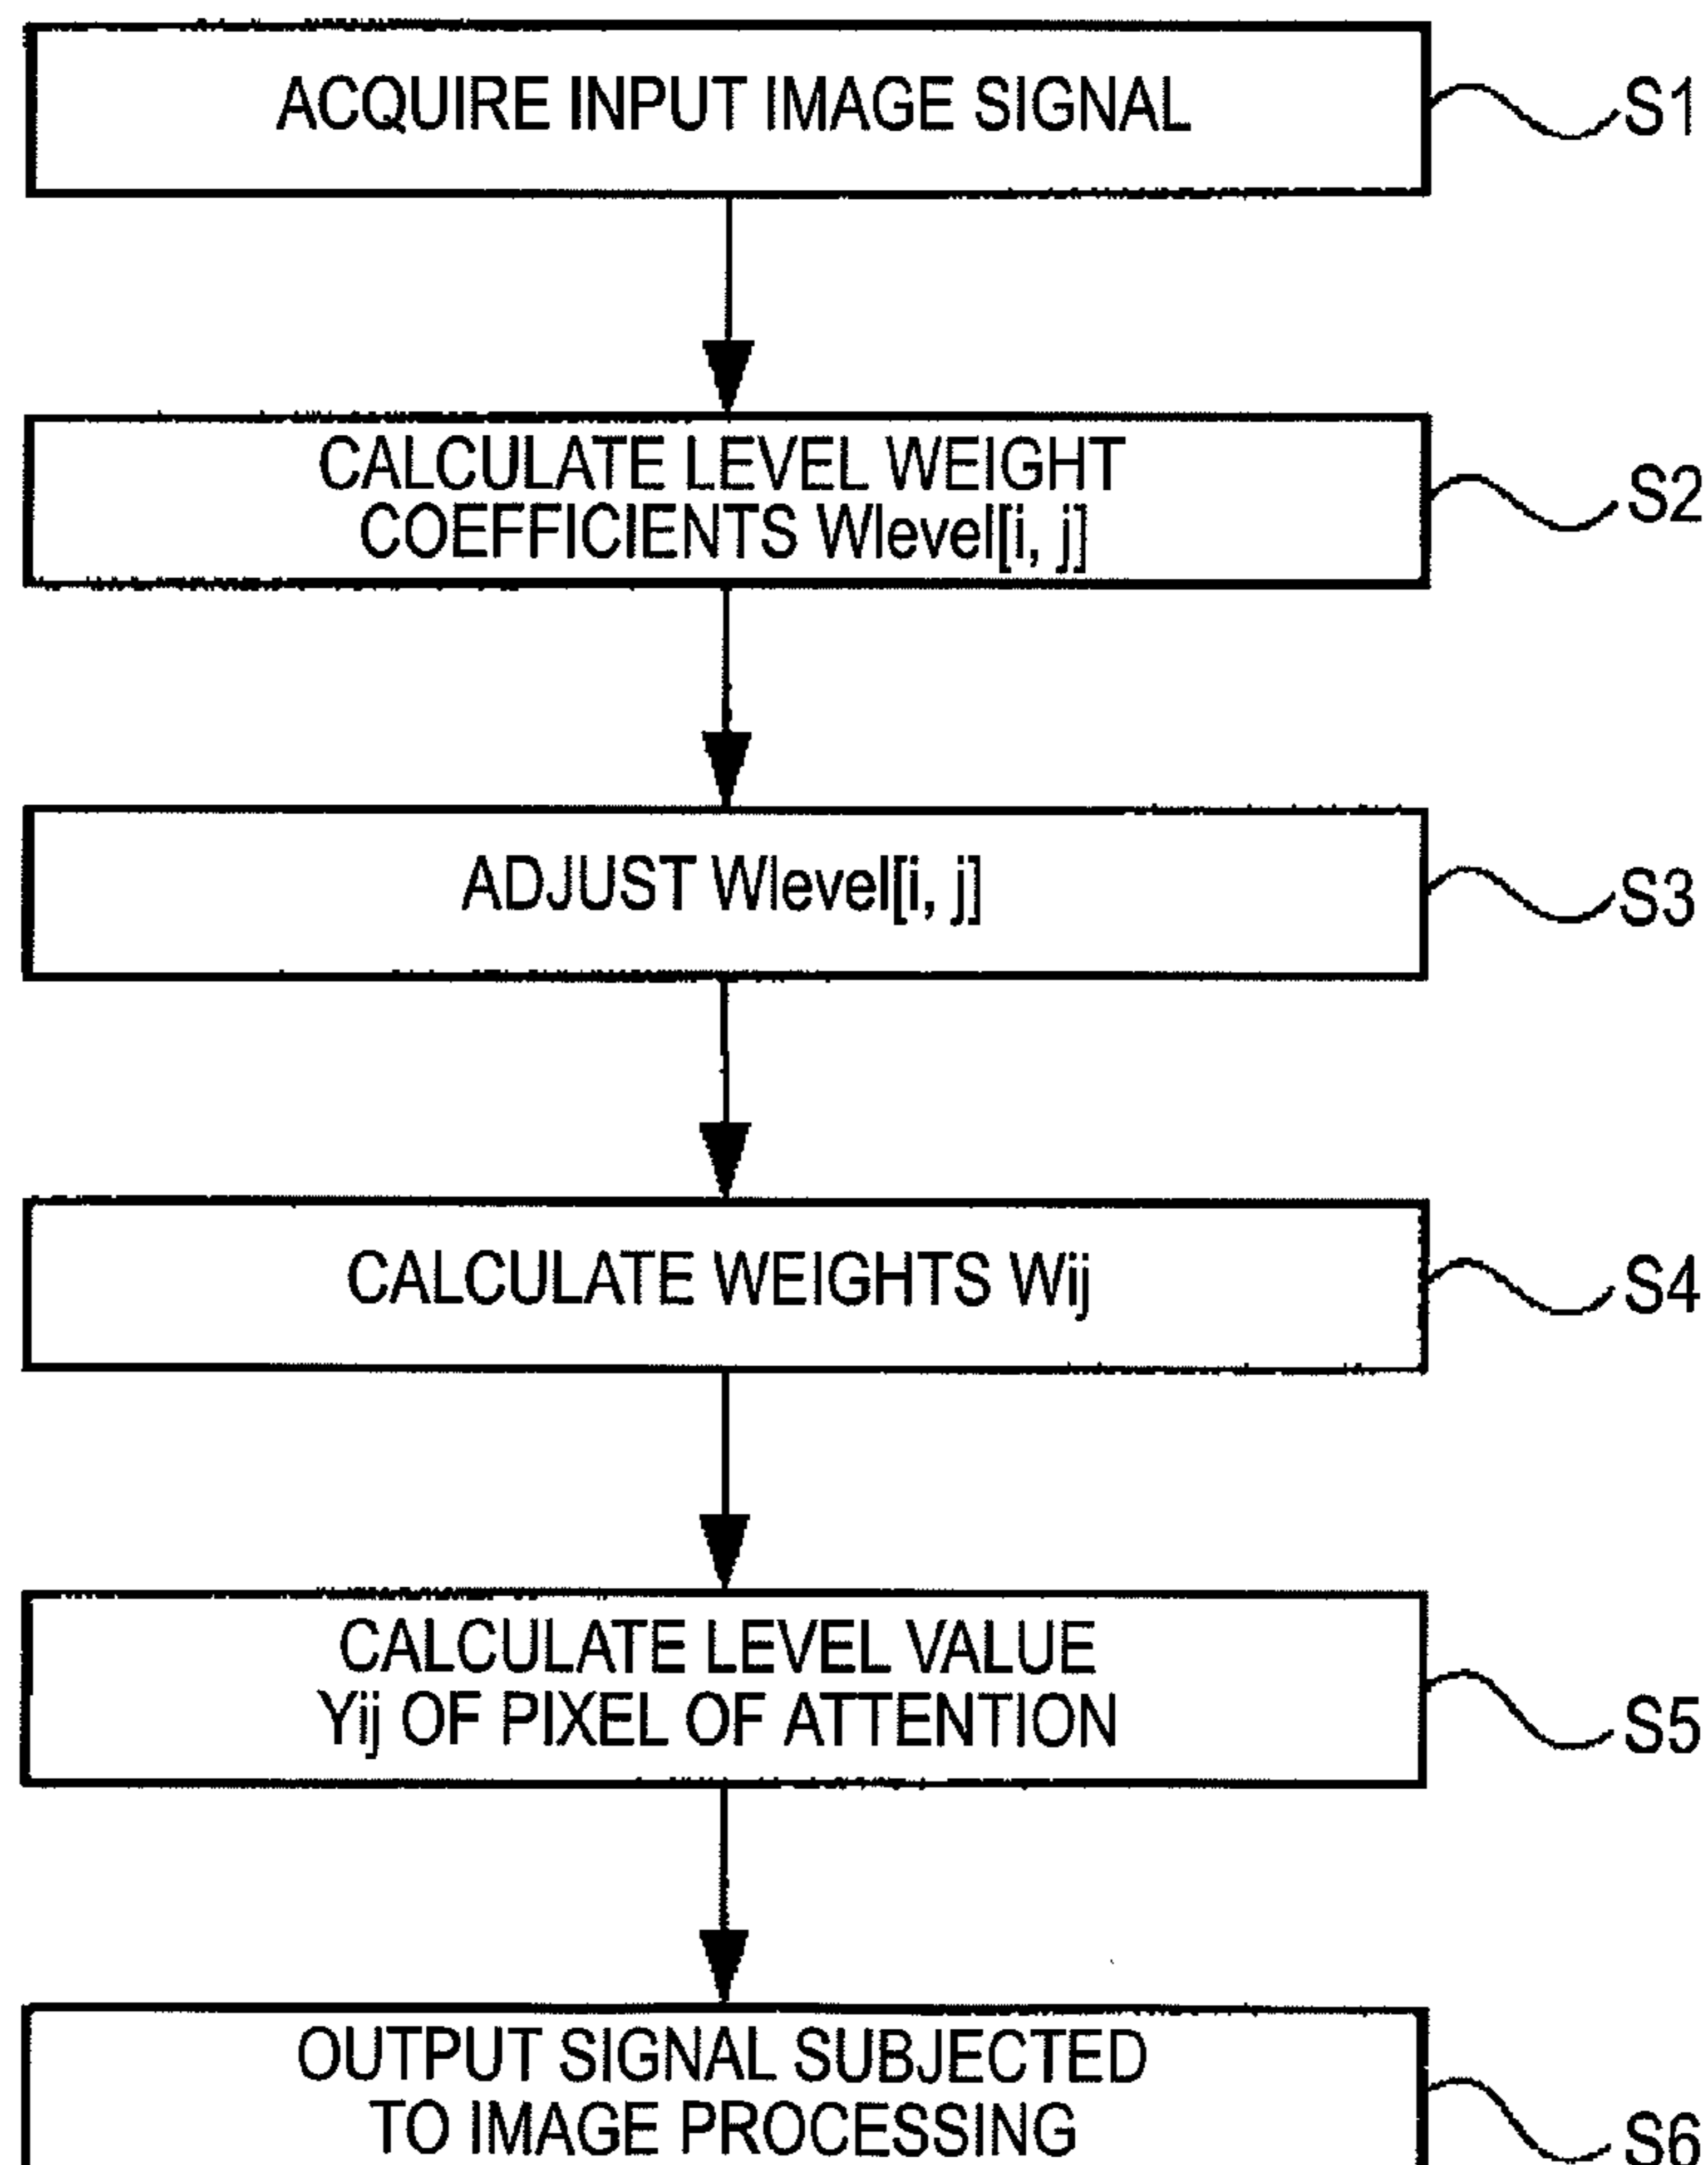 ACQUIRE INPUT IMAGE SIGNAL
S1
CALCULATE LEVEL WEIGHT
COEFFICIENTS Wlevel[i, j]
S2
ADJUST Wlevel[i, j]
S3
CALCULATE WEIGHTS Wij
S4
CALCULATE LEVEL VALUE
Yij OF PIXEL OF ATTENTION
S5
OUTPUT SIGNAL SUBJECTED
TO IMAGE PROCESSING
S6